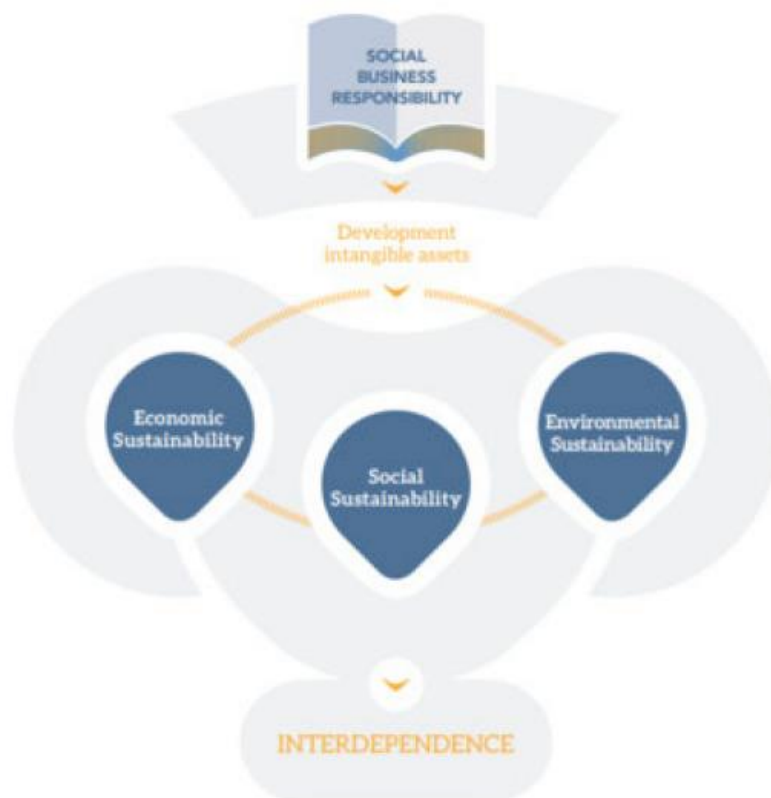 SOCIAL
BUSINESS
RESPONSIBILITY
Development
intangible assets
Economic
Sustainability
Social
Sustainability
Environmental
Sustainability
INTERDEPENDENCE